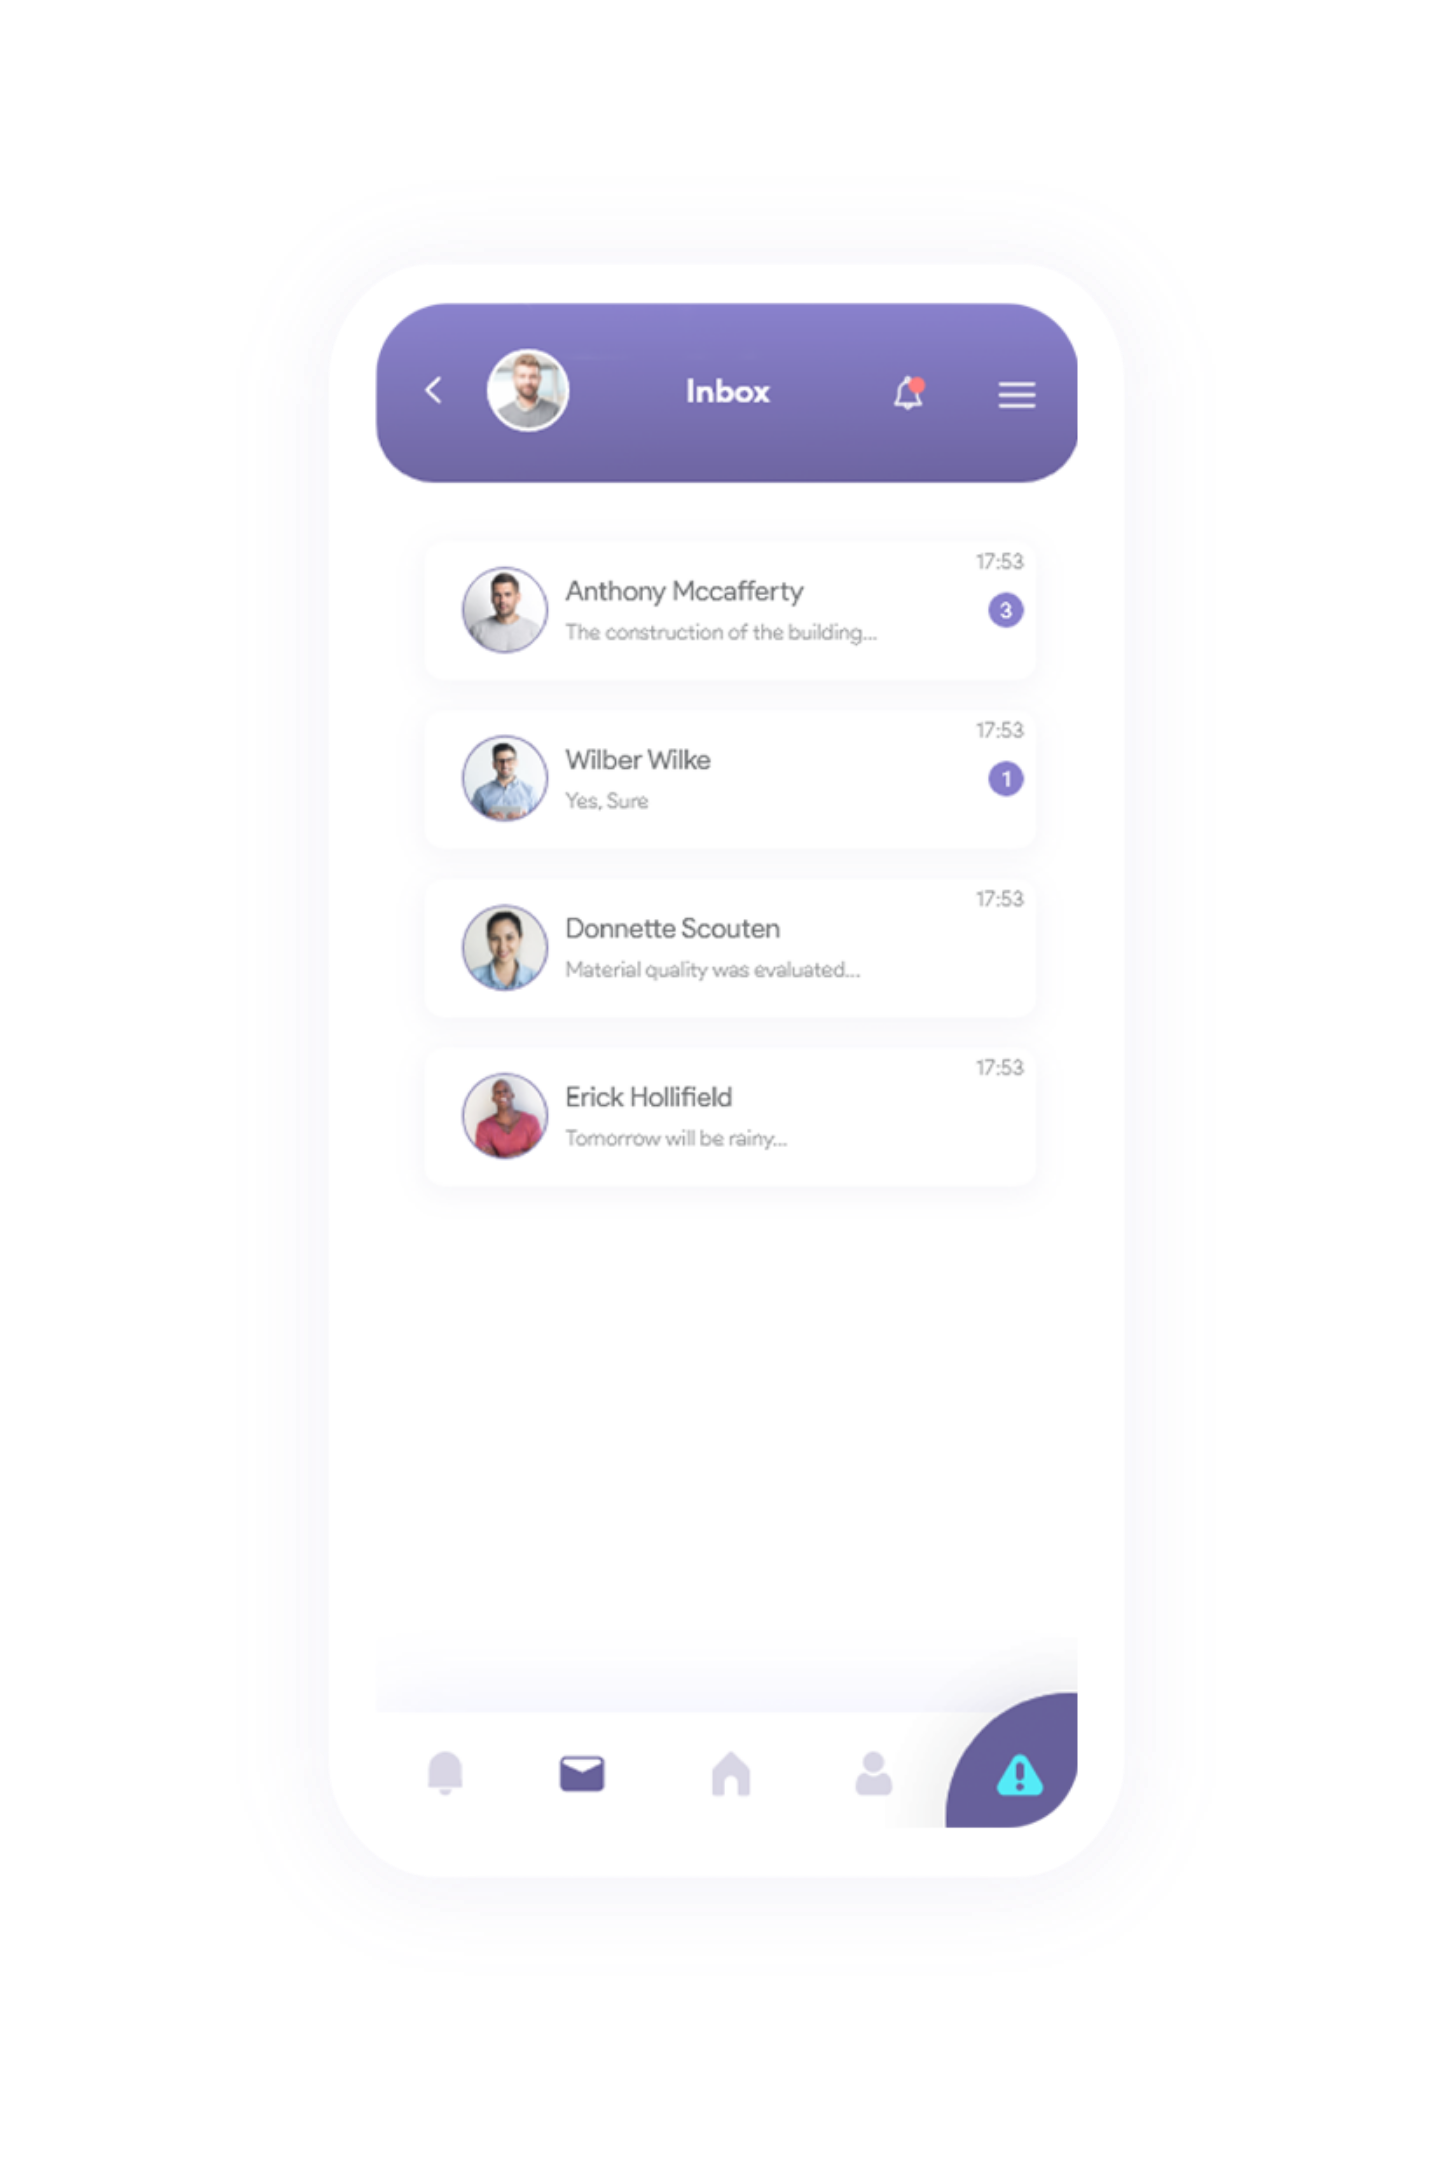 Inbox
17:53
Anthony Mccafferty
3
The construction of the building...
17:53
Wilber Wilke
1
Yes, Sure
17:53
Donnette Scouten
Material quality was evaluated...
17:53
Erick Hollifield
Tomorrow will be rainy...